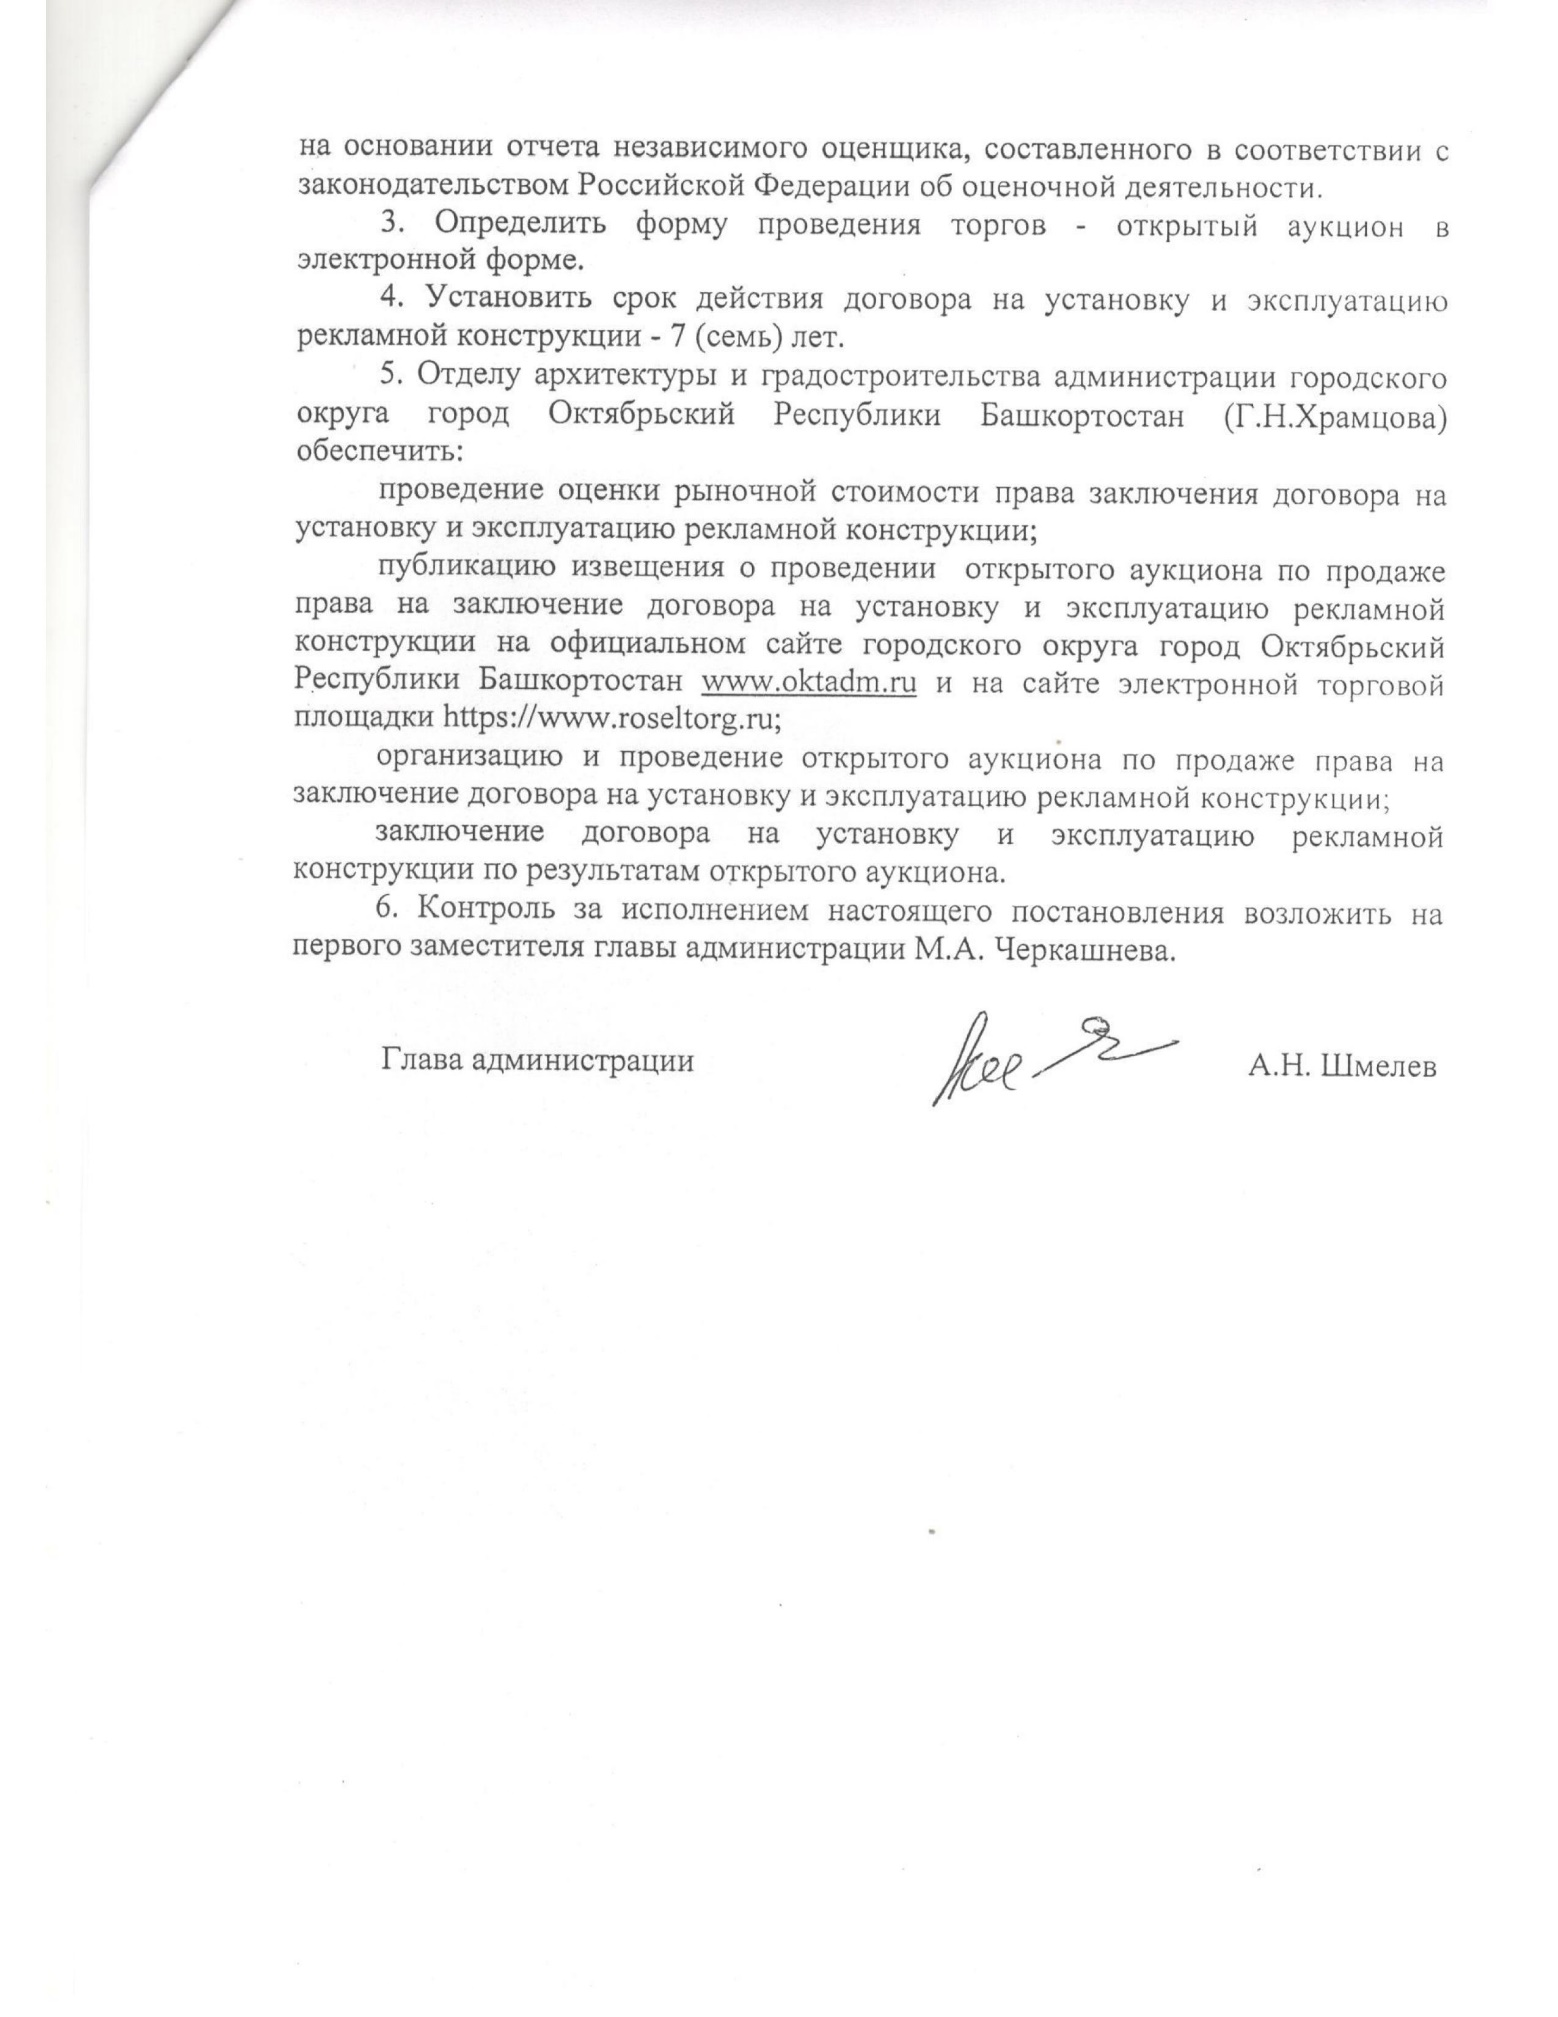 на основании отчета независимого оценщика, составленного в соответствии с
законодательством Российской Федерации об оценочной деятельности.
3. Определить форму проведения торгов - открытый аукцион в
электронной форме.
4. Установить срок действия договора на установку и эксплуатацию
рекламной конструкции - 7 (семь) лет.
5. Отделу архитектуры и градостроительства администрации городского
округа город Октябрьский Республики Башкортостан (Г.Н.Храмцова)
обеспечить:
проведение оценки рыночной стоимости права заключения договора на
установку и эксплуатацию рекламной конструкции;
публикацию извещения о проведении открытого аукциона по продаже
права на заключение договора на установку и эксплуатацию рекламной
конструкции на официальном сайте городского округа город Октябрьский
Республики Башкортостан www.oktadm.ru и на сайте электронной торговой
площадки https://www.roseltorg.ru;
организацию и проведение открытого аукциона по продаже права на
заключение договора на установку и эксплуатацию рекламной конструкции;
заключение договора на установку и эксплуатацию рекламной
конструкции по результатам открытого аукциона.
6. Контроль за исполнением настоящего постановления возложить на
первого заместителя главы администрации М.А. Черкашнева.
Глава администрации А.Н. Шмелев